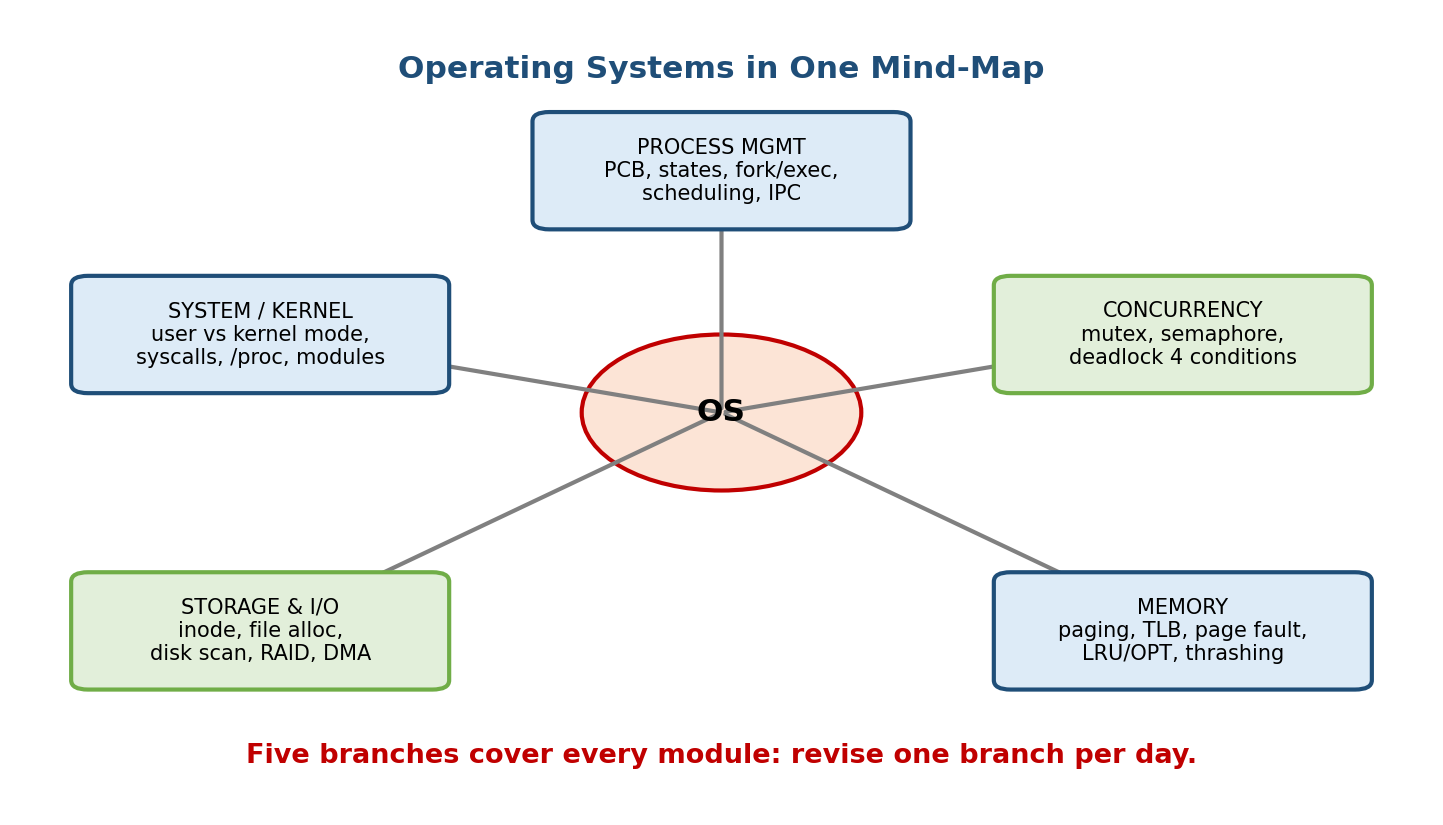 Operating Systems in One Mind-Map
PROCESS MGMT
PCB, states, fork/exec,
scheduling, IPC
SYSTEM / KERNEL
user vs kernel mode,
syscalls, /proc, modules
CONCURRENCY
mutex, semaphore,
deadlock 4 conditions
OS
STORAGE & I/O
inode, file alloc,
disk scan, RAID, DMA
MEMORY
paging, TLB, page fault,
LRU/OPT, thrashing
Five branches cover every module: revise one branch per day.